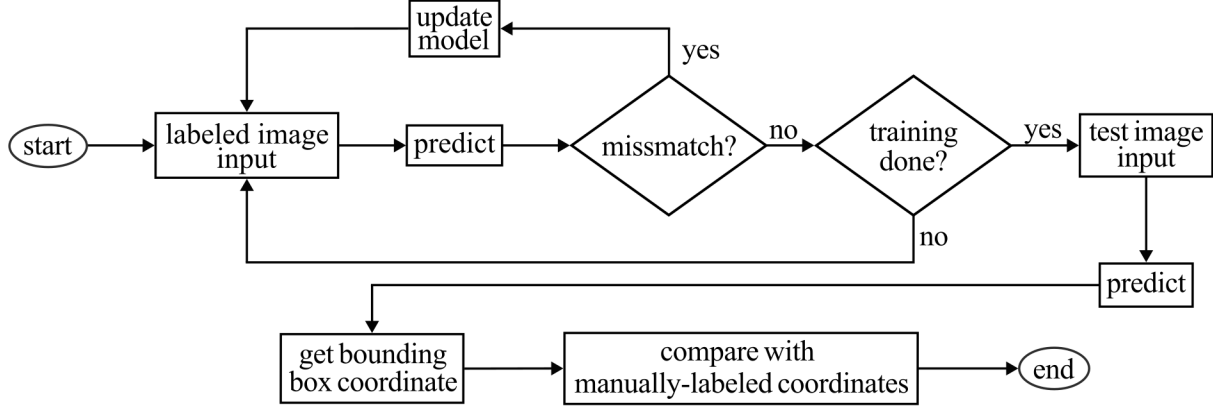 update
model
yes
start
labeled image
input
predict
missmatch?
no
training
done?
yes
test image
input
no
predict
get bounding
box coordinate
compare with
manually-labeled coordinates
end